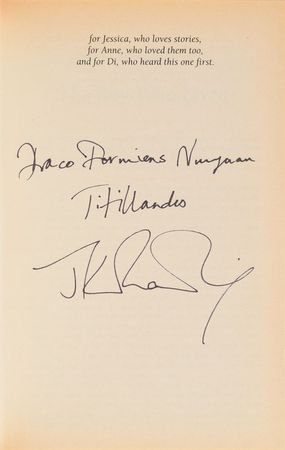 for Jessica, who loves stories,
for Anne, who loved them too,
and for Di, who heard this one first.
Draco Dormiens Nunquam
Titillandus
JKRowling